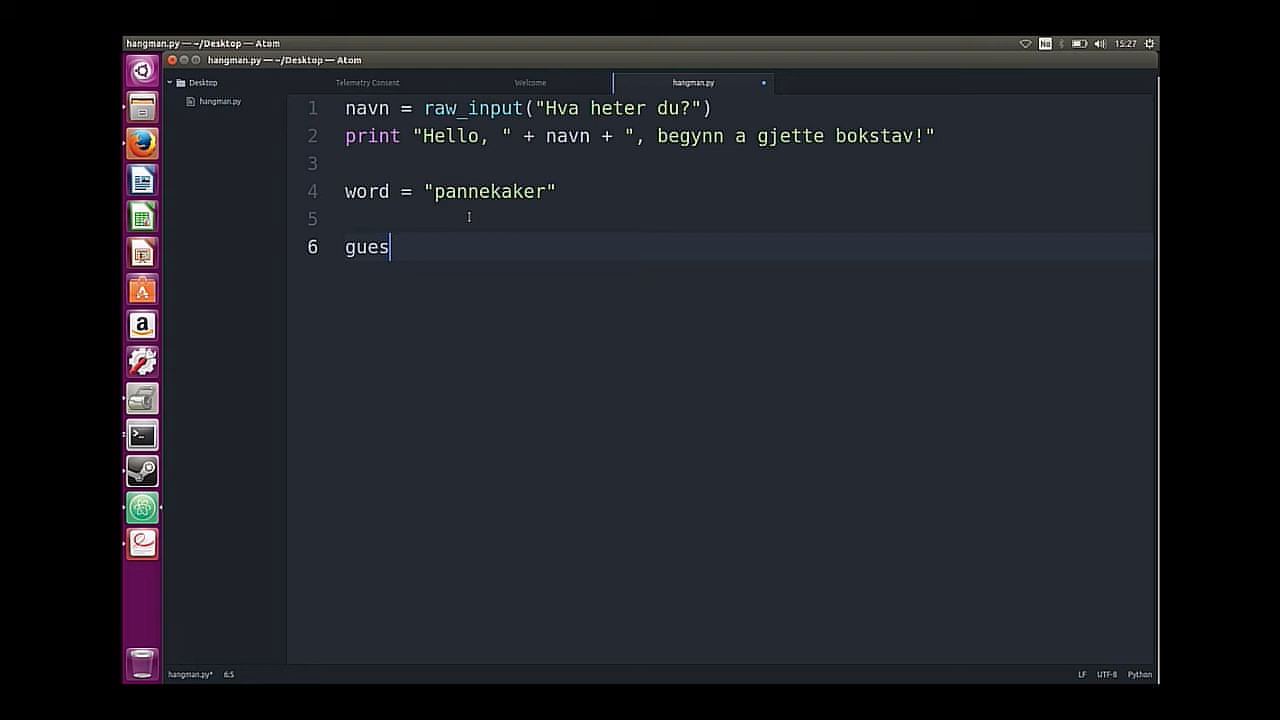 hangman.py — ~/Desktop — Atom
No
15:27
hangman.py — ~/Desktop — Atom
Desktop
hangman.py
Telemetry Consent
Welcome
hangman.py
1 navn = raw_input("Hva heter du?")
2 print "Hello, " + navn + ", begynn a gjette bokstav!"
3
4 word = "pannekaker"
5
6 gues
a
hangman.py* 6:5
LF UTF-8 Python